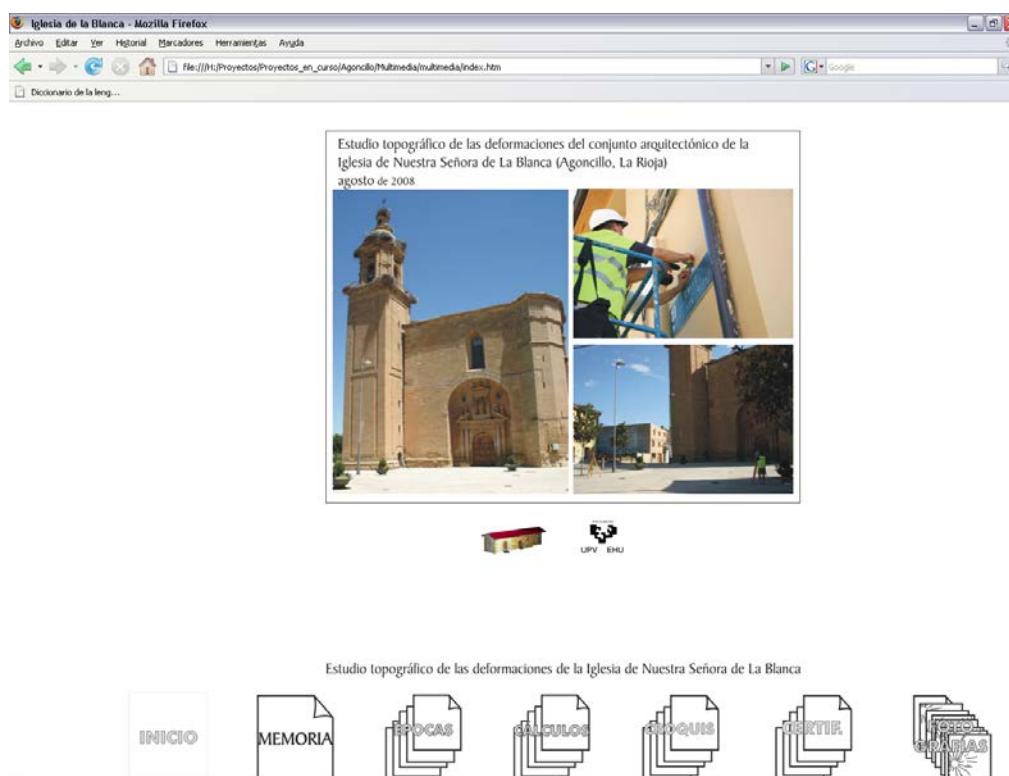 Iglesia de la Blanca - Mozilla Firefox
Archivo Editar Ver Historial Marcadores Herramientas Ayuda
file:///H:/Proyectos/Proyectos_en_curso/Agoncillo/Multimedia/multimedia/index.htm
Google
Diccionario de la leng...
Estudio topográfico de las deformaciones del conjunto arquitectónico de la
Iglesia de Nuestra Señora de La Blanca (Agoncillo, La Rioja)
agosto de 2008
UPV EHU
Estudio topográfico de las deformaciones de la Iglesia de Nuestra Señora de La Blanca
INICIO
MEMORIA
EPOCAS
CALCULOS
CROQUIS
CERTIF.
FOTO
GRAFIAS